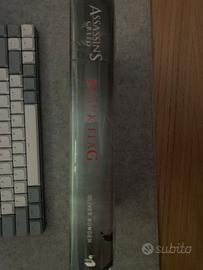 ASSASSIN'S
CREED
BLACK FLAG
OLIVER BOWDEN
subito